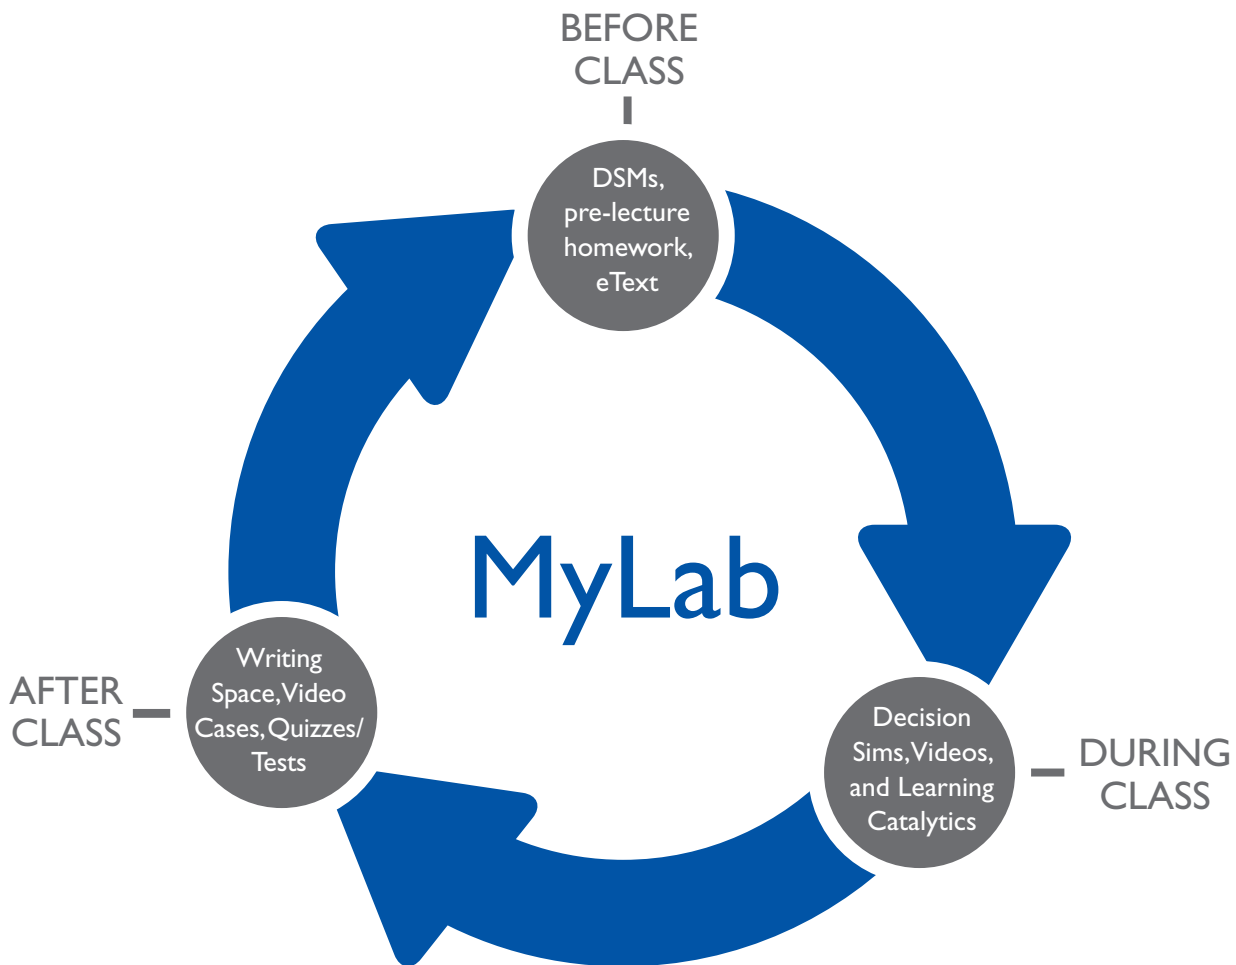 BEFORE
CLASS
DSMs,
pre-lecture
homework,
eText
MyLab
AFTER
CLASS
Writing
Space, Video
Cases, Quizzes/
Tests
Decision
Sims, Videos,
and Learning
Catalytics
DURING
CLASS